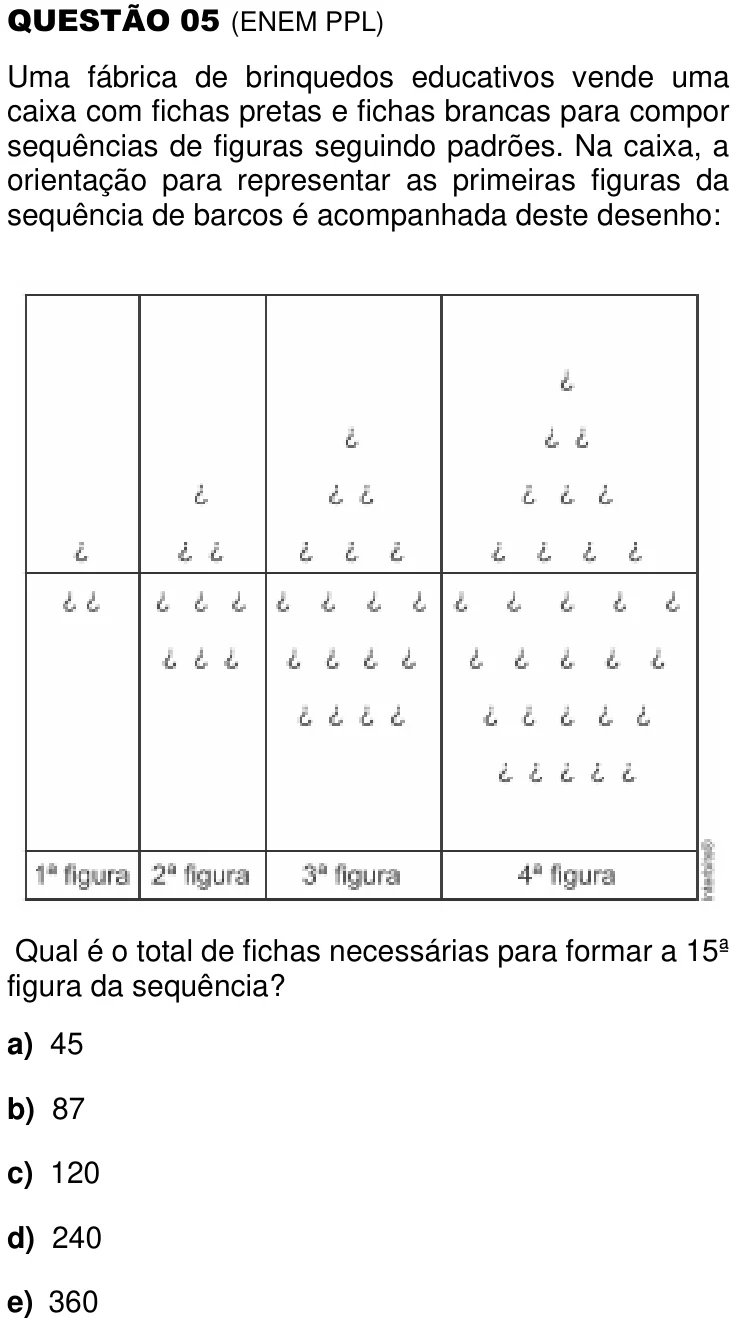 QUESTÃO 05 (ENEM PPL)
Uma fábrica de brinquedos educativos vende uma
caixa com fichas pretas e fichas brancas para compor
sequências de figuras seguindo padrões. Na caixa, a
orientação para representar as primeiras figuras da
sequência de barcos é acompanhada deste desenho:
¿
¿ ¿ ¿
¿ ¿ ¿ ¿ ¿ ¿
¿ ¿ ¿ ¿ ¿ ¿ ¿ ¿ ¿ ¿
¿ ¿ ¿ ¿ ¿ ¿ ¿ ¿ ¿ ¿ ¿ ¿ ¿ ¿
¿ ¿ ¿ ¿ ¿ ¿ ¿ ¿ ¿ ¿ ¿ ¿
¿ ¿ ¿ ¿ ¿ ¿ ¿ ¿ ¿
¿ ¿ ¿ ¿ ¿
1ª figura 2ª figura 3ª figura 4ª figura
Interbits®
Qual é o total de fichas necessárias para formar a 15ª
figura da sequência?
a) 45
b) 87
c) 120
d) 240
e) 360